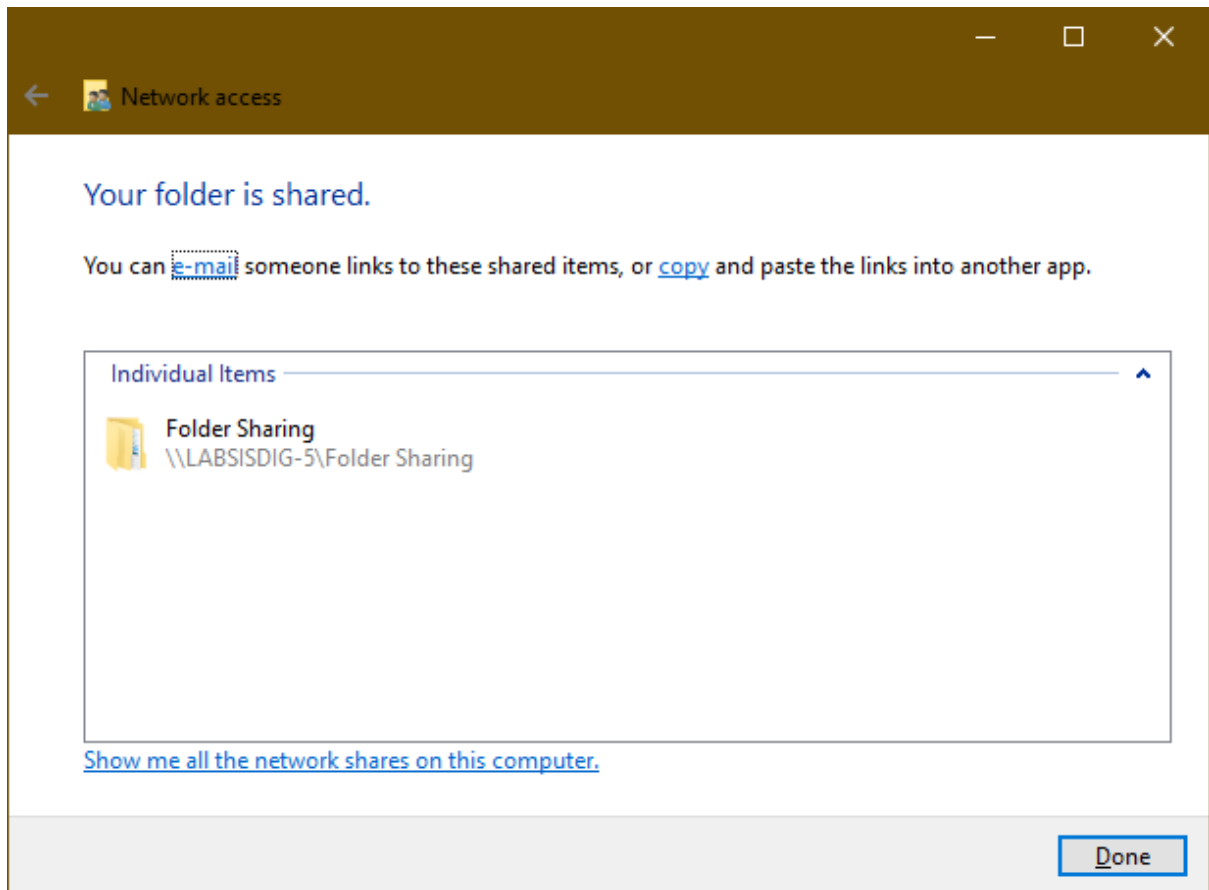 Network access
Your folder is shared.
You can e-mail someone links to these shared items, or copy and paste the links into another app.
Individual Items
Folder Sharing
\\LABSISDIG-5\Folder Sharing
Show me all the network shares on this computer.
Done